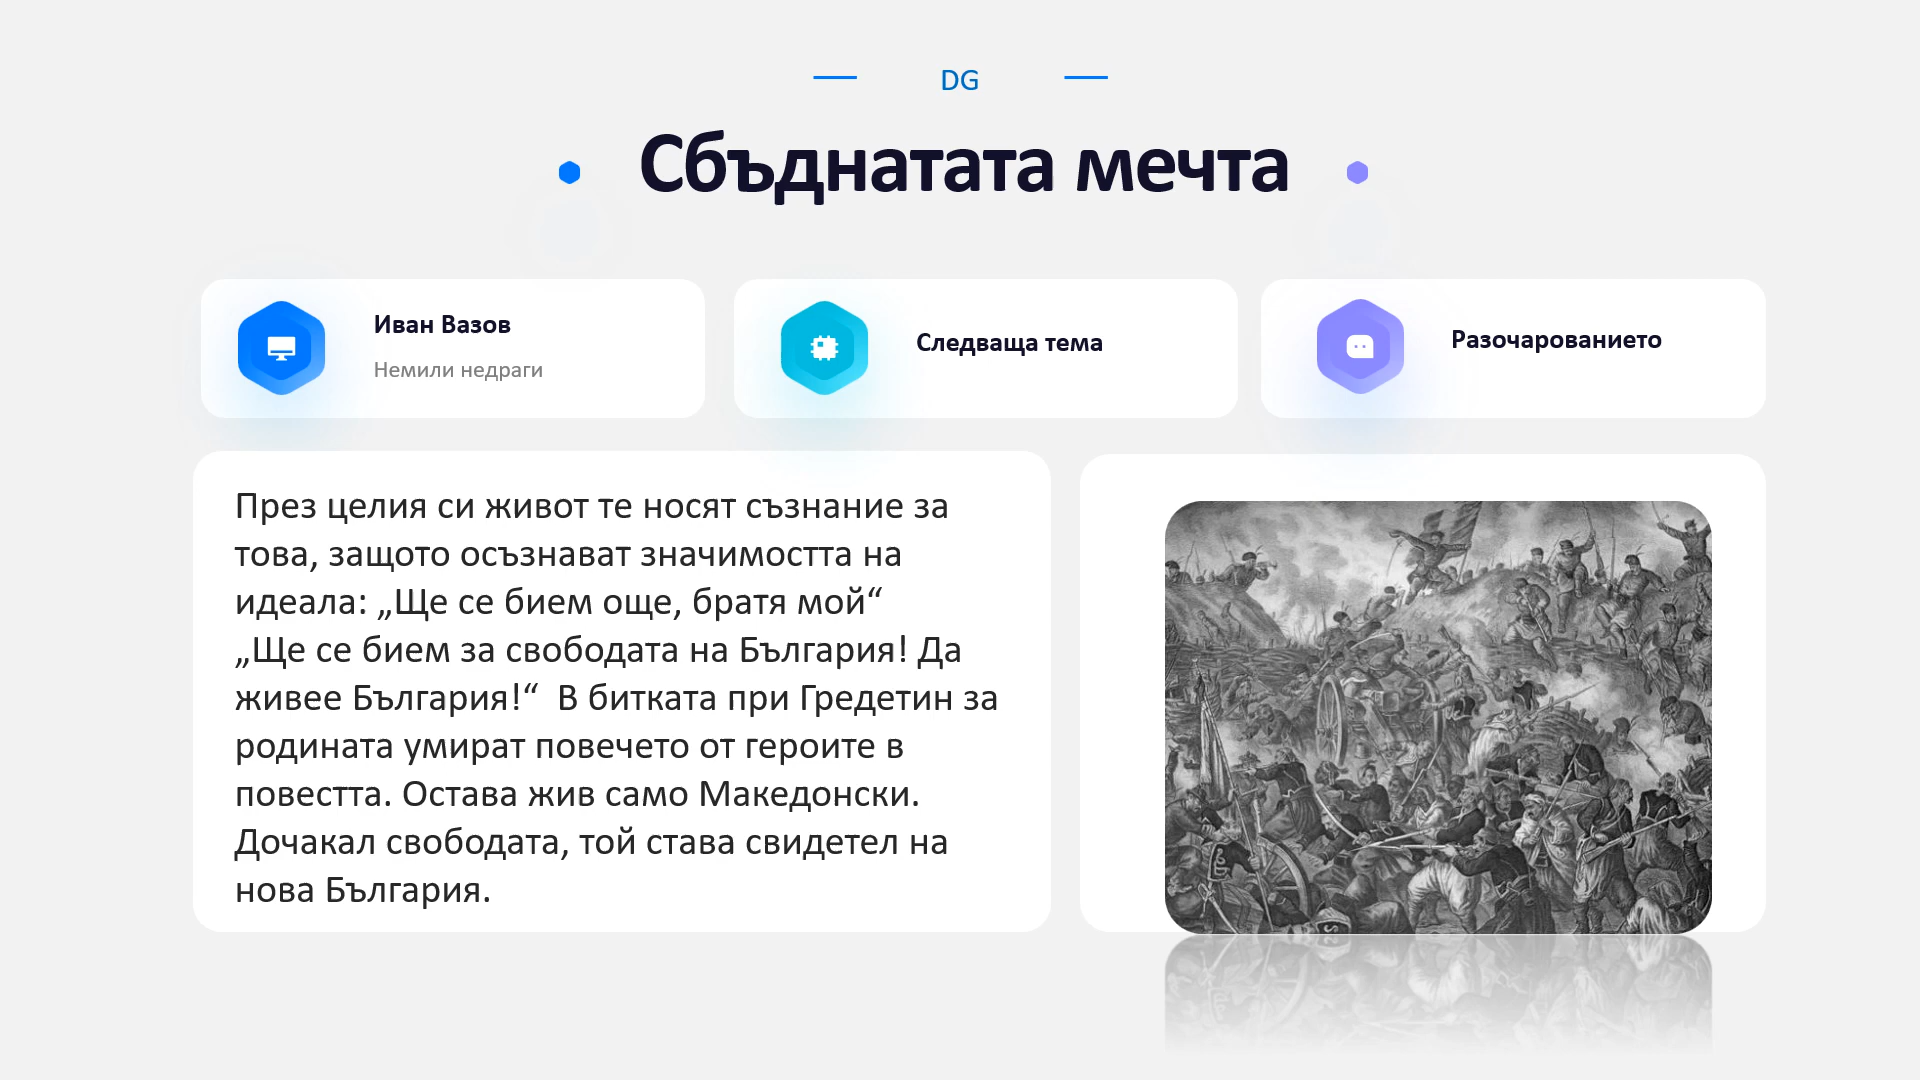 DG
Сбъднатата мечта
Иван Вазов
Немили недраги
Следваща тема
Разочарованието
През целия си живот те носят съзнание за
това, защото осъзнават значимостта на
идеала: „Ще се бием още, братя мой“
„Ще се бием за свободата на България! Да
живее България!“  В битката при Гредетин за
родината умират повечето от героите в
повестта. Остава жив само Македонски.
Дочакал свободата, той става свидетел на
нова България.